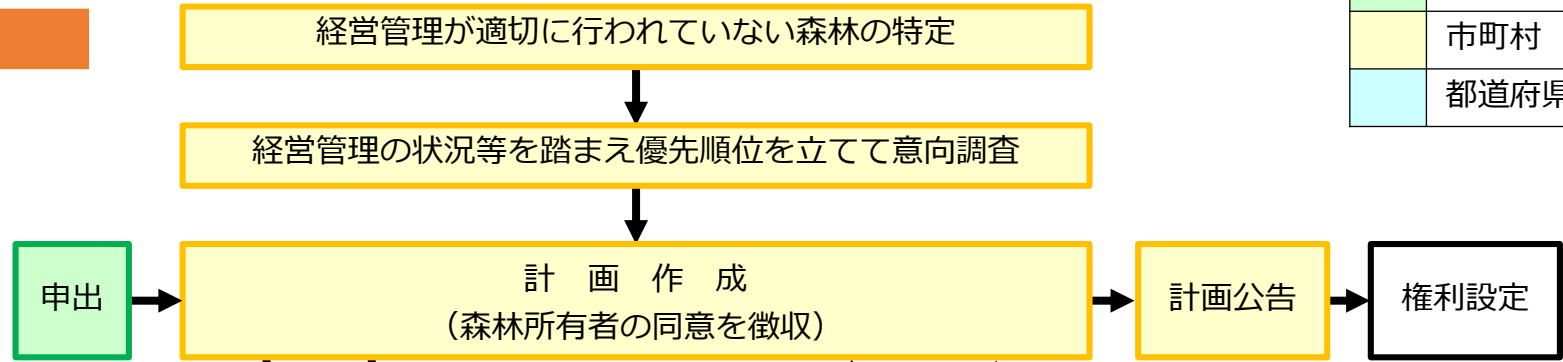 経営管理が適切に行われていない森林の特定
市町村
都道府県
経営管理の状況等を踏まえ優先順位を立てて意向調査
申出
計 画 作 成
（森林所有者の同意を徴収）
計画公告
権利設定